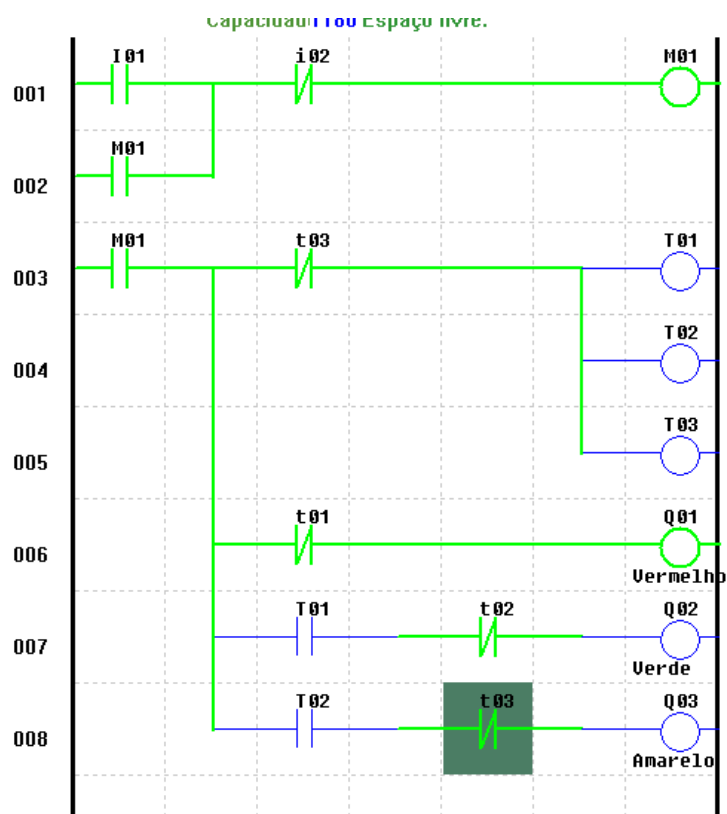 Espaço livre.
I01 i02 M01
001
M01
002
M01 t03 T01
003
T02
004
T03
005
t01 Q01
006
Vermelho
T01 t02 Q02
007
Verde
T02 t03 Q03
008
Amarelo